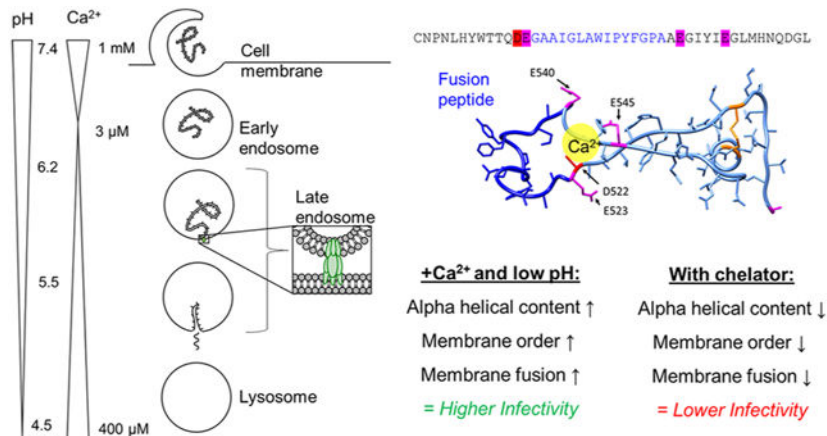 pH Ca²⁺
7.4 1 mM
Cell membrane
3 µM
Early endosome
6.2
Late endosome
5.5
Lysosome
4.5 400 µM
CNPNLHYWTTQDEGAAIGLAWIPYFGPAAEGIYIEGLMHNQDGL
Fusion peptide
E540
E545
Ca²⁺
D522
E523
+Ca²⁺ and low pH:
Alpha helical content ↑
Membrane order ↑
Membrane fusion ↑
= Higher Infectivity
With chelator:
Alpha helical content ↓
Membrane order ↓
Membrane fusion ↓
= Lower Infectivity